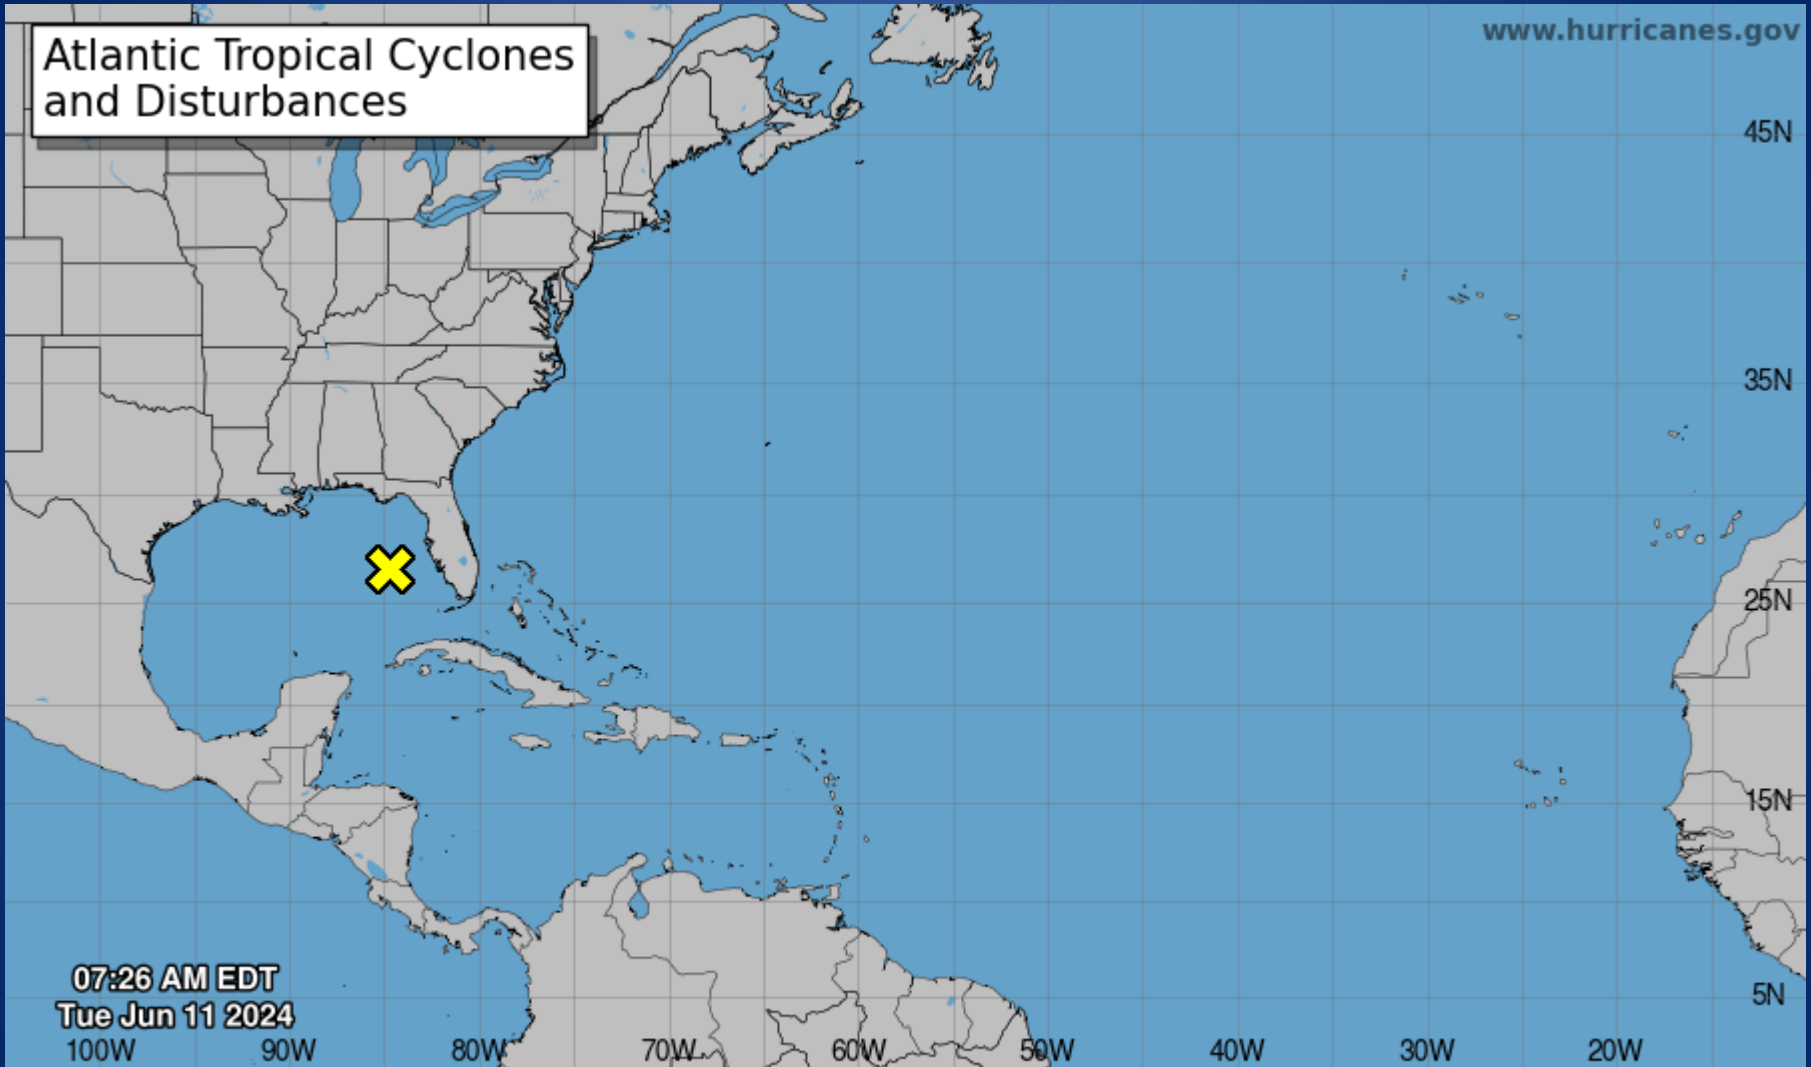 www.hurricanes.gov
Atlantic Tropical Cyclones
and Disturbances
45N
35N
25N
15N
5N
07:26 AM EDT
Tue Jun 11 2024
100W 90W 80W 70W 60W 50W 40W 30W 20W